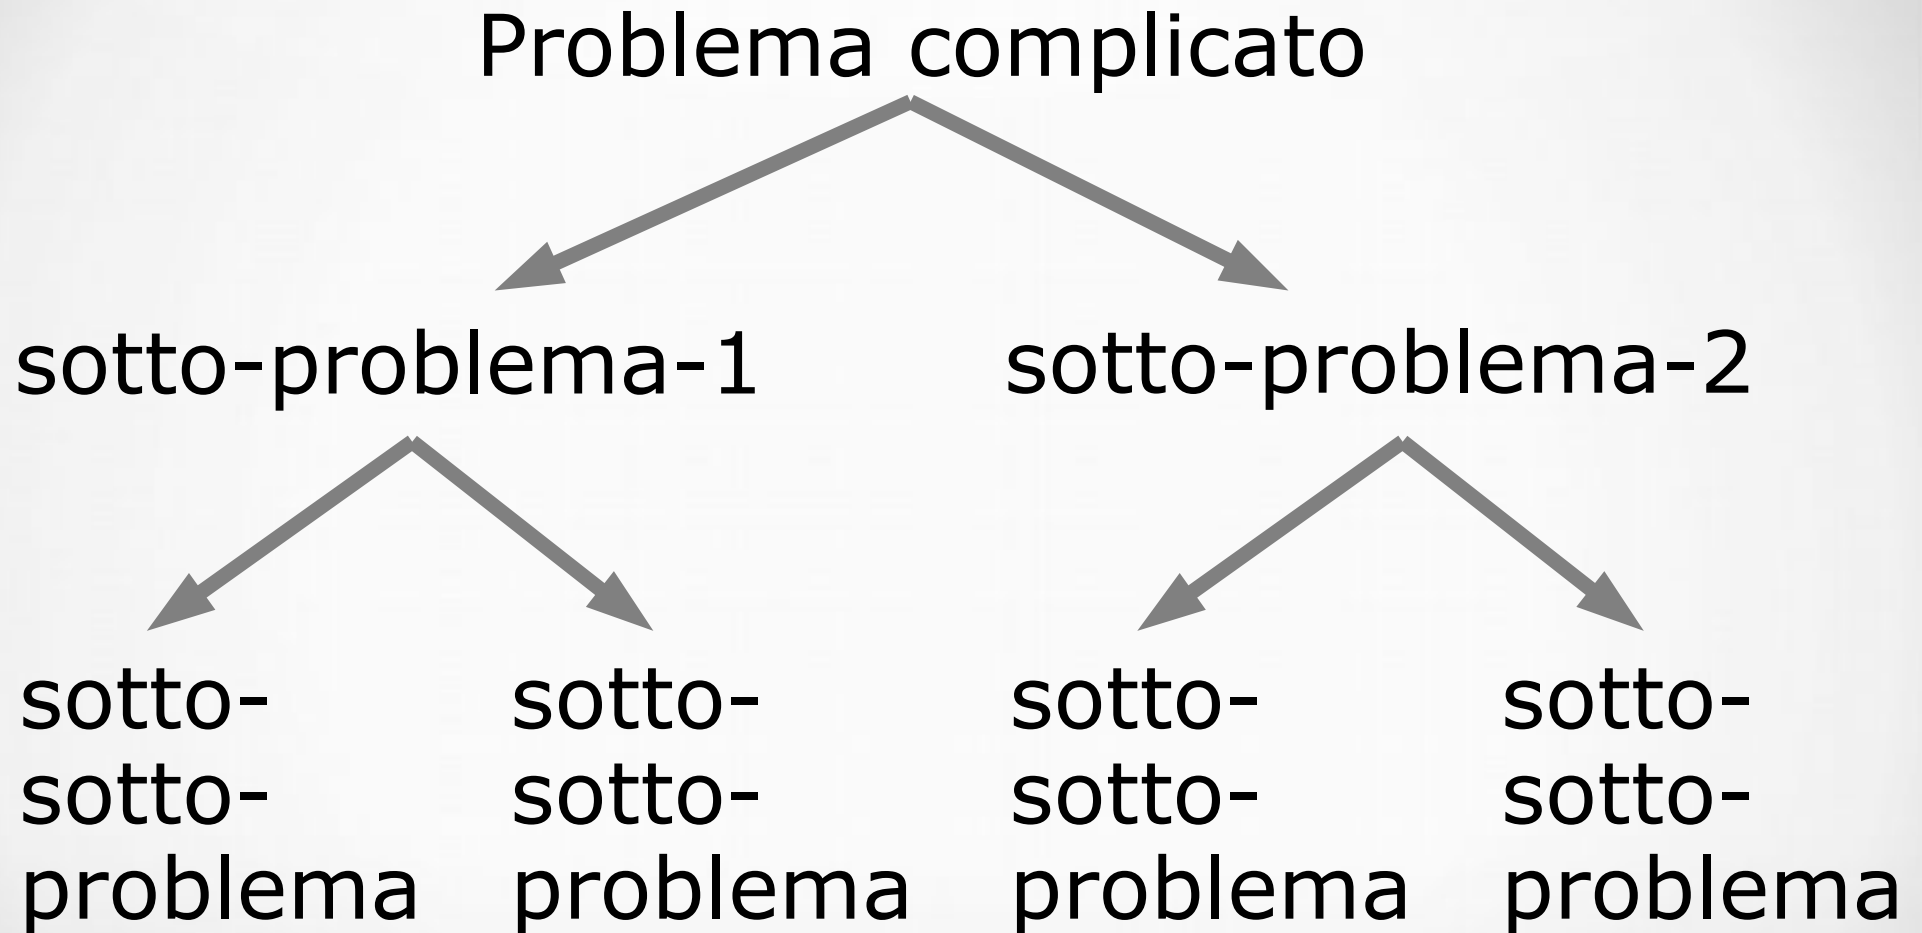 Problema complicato
sotto-problema-1
sotto-problema-2
sotto-
sotto-
problema
sotto-
sotto-
problema
sotto-
sotto-
problema
sotto-
sotto-
problema